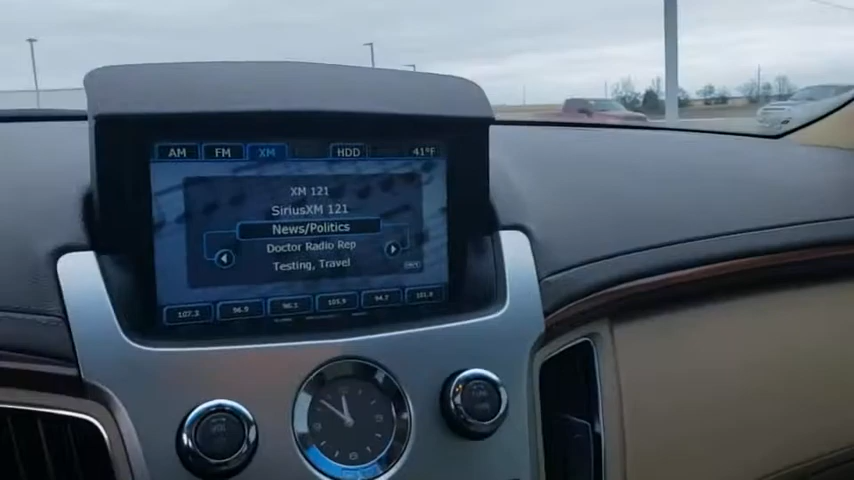 AM FM XM HDD 41°F
XM 121
SiriusXM 121
News/Politics
Doctor Radio Rep
Testing, Travel
107.3 96.9 96.1 101.9 94.7 101.9